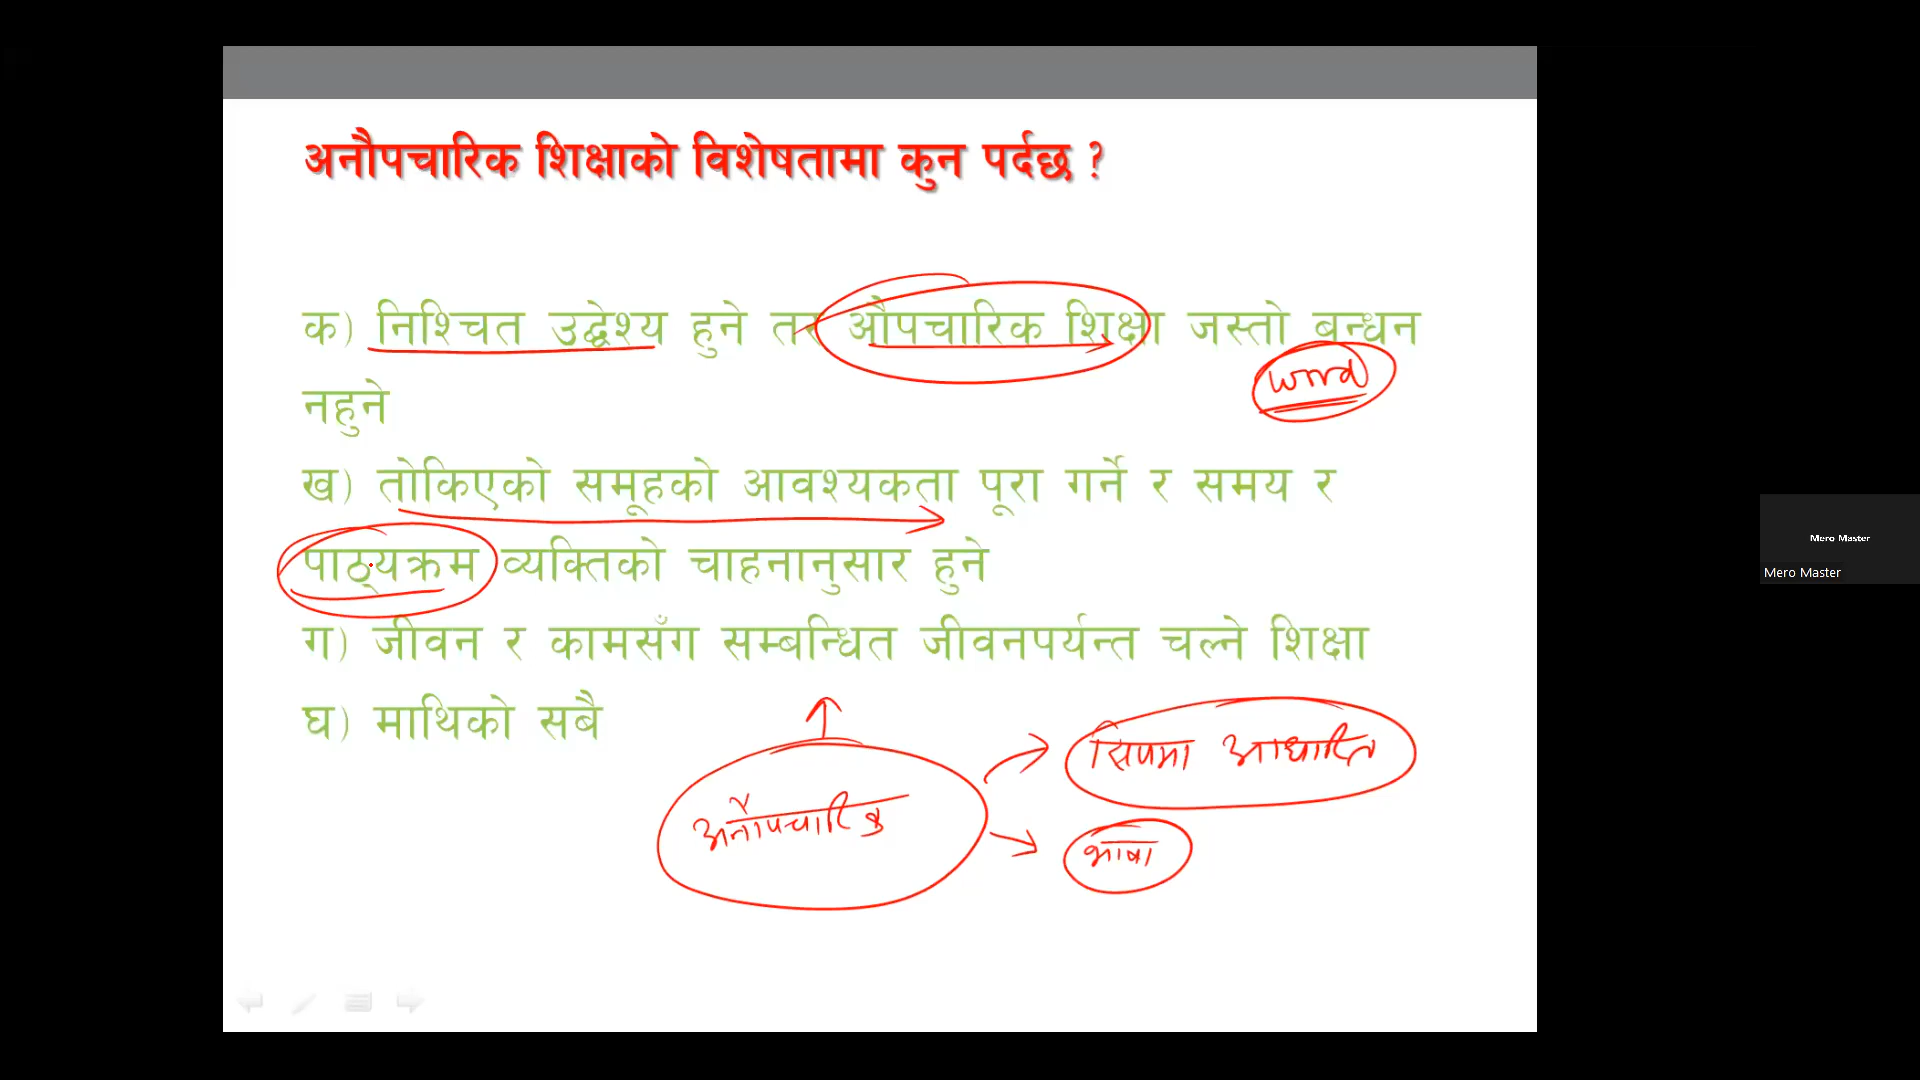 अनौपचारिक शिक्षाको विशेषतामा कुन पर्दछ ?
क) निश्चित उद्धेश्य हुने तर औपचारिक शिक्षा जस्तो बन्धन
word
नहुने
ख) तोकिएको समूहको आवश्यकता पूरा गर्ने र समय र
पाठ्यक्रम व्यक्तिको चाहनानुसार हुने
ग) जीवन र कामसँग सम्बन्धित जीवनपर्यन्त चल्ने शिक्षा
घ) माथिको सबै
सिपमा आधारित
अनौपचारिक
भाषा
Mero Master
Mero Master